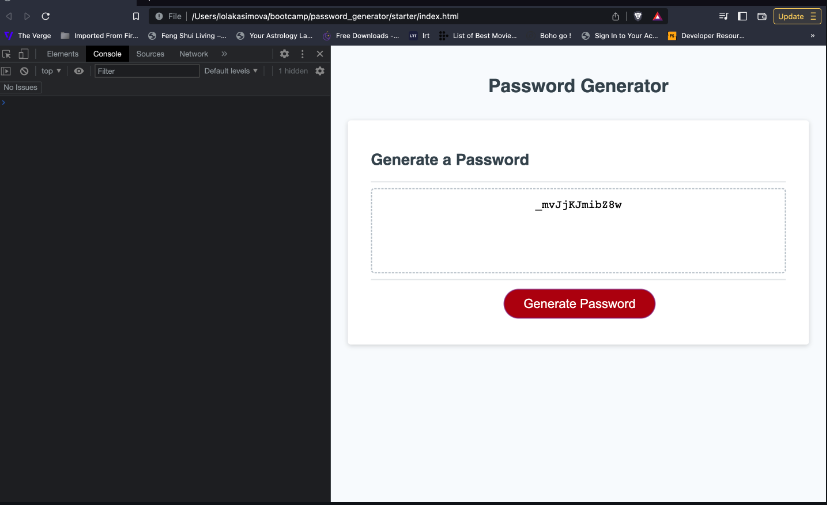 File | /Users/lolakasimova/bootcamp/password_generator/starter/index.html
Update
The Verge Imported From Fir... Feng Shui Living –... Your Astrology La... Free Downloads -... lrt List of Best Movie... Boho go ! Sign In to Your Ac... Developer Resour... »
Elements Console Sources Network »
top ▼ Filter Default levels ▼ 1 hidden
No Issues
Password Generator
Generate a Password
_mvJjKJmibZ8w
Generate Password